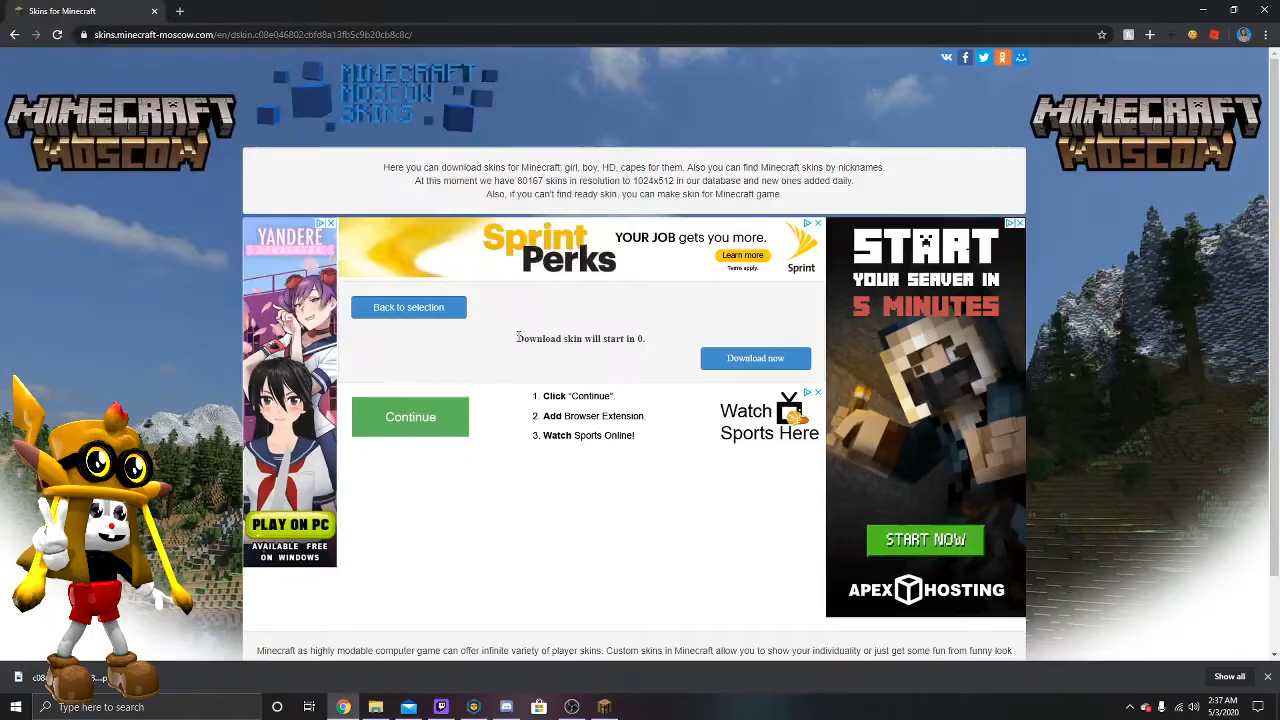 Skins for Minecraft
skins.minecraft-moscow.com/en/dskin.c08e046802cbfd8a13fb5c9b20cb8c8c/
MINECRAFT
MOSCOW
SKINS
MINECRAFT
MOSCOW
MINECRAFT
MOSCOW
Here you can download skins for Minecraft: girl, boy, HD, capes for them. Also you can find Minecraft skins by nicknames.
At this moment we have 80167 skins in resolution to 1024x512 in our database and new ones added daily.
Also, if you can't find ready skin, you can make skin for Minecraft game.
YANDERE
PLAY ON PC
AVAILABLE FREE
ON WINDOWS
Sprint
Perks
YOUR JOB gets you more.
Learn more
Terms apply.
Sprint
Back to selection
Download skin will start in 0.
Download now
Continue
1. Click “Continue”.
2. Add Browser Extension.
3. Watch Sports Online!
Watch
Sports Here
START
YOUR SERVER IN
5 MINUTES
START NOW
APEX HOSTING
Minecraft as highly modable computer game can offer infinite variety of player skins. Custom skins in Minecraft allow you to show your individuality or just get some fun from funny look
Show all
Type here to search
2:37 AM
5/3/2020